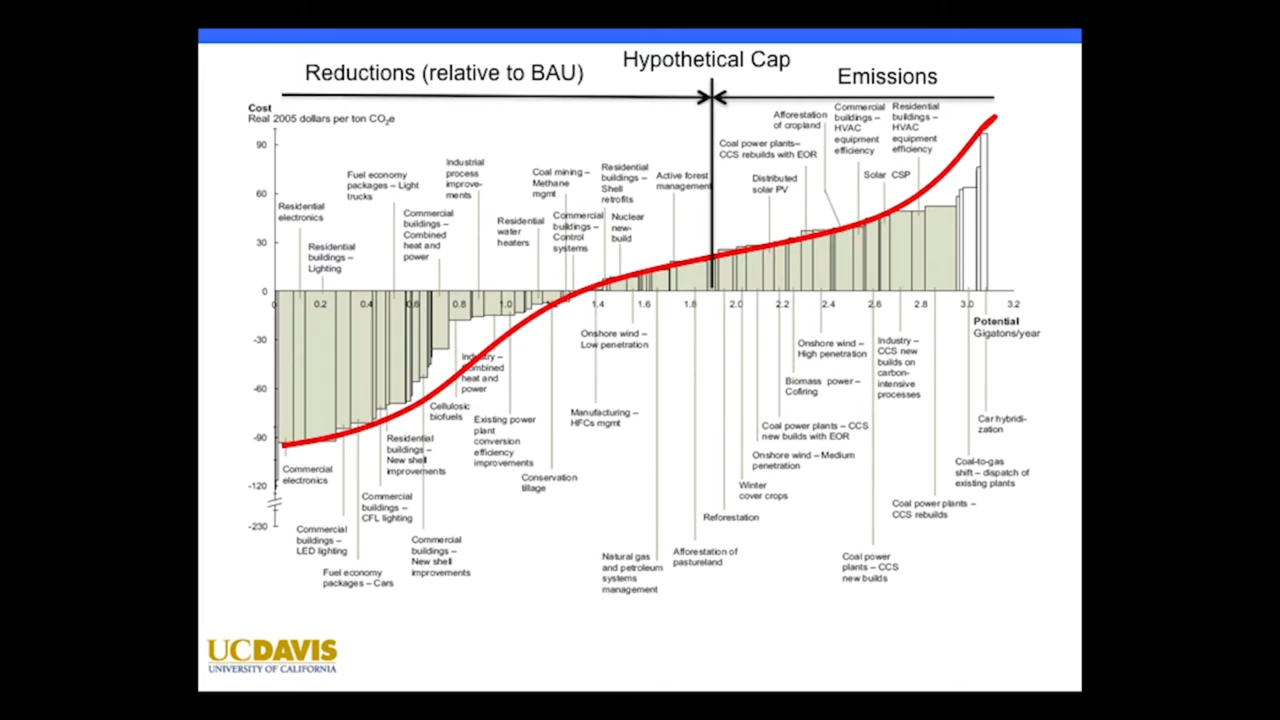 Reductions (relative to BAU)
Hypothetical Cap
Emissions
Cost
Real 2005 dollars per ton CO2e
90
60
30
0
-30
-60
-90
-120
-230
Residential
electronics
Residential
buildings –
Lighting
Fuel economy
packages – Light
trucks
Commercial
buildings –
Combined
heat and
power
Industrial
process
improve-
ments
Residential
water
heaters
Coal mining –
Methane
mgmt
Commercial
buildings –
Control
systems
Residential
buildings –
Shell
retrofits
Nuclear
new-
build
Active forest
management
Coal power plants–
CCS rebuilds with EOR
Distributed
solar PV
Afforestation
of cropland
Commercial
buildings –
HVAC
equipment
efficiency
Solar CSP
Residential
buildings –
HVAC
equipment
efficiency
0 0.2 0.4 0.6 0.8 1.0 1.2 1.4 1.6 1.8 2.0 2.2 2.4 2.6 2.8 3.0 3.2
Potential
Gigatons/year
Commercial
electronics
Commercial
buildings –
LED lighting
Fuel economy
packages – Cars
Commercial
buildings –
CFL lighting
Residential
buildings –
New shell
improvements
Commercial
buildings –
New shell
improvements
Cellulosic
biofuels
Industry –
Combined
heat and
power
Existing power
plant
conversion
efficiency
improvements
Conservation
tillage
Onshore wind –
Low penetration
Manufacturing –
HFCs mgmt
Natural gas
and petroleum
systems
management
Afforestation of
pastureland
Reforestation
Winter
cover crops
Onshore wind – Medium
penetration
Coal power plants – CCS
new builds with EOR
Biomass power –
Cofiring
Onshore wind –
High penetration
Coal power
plants – CCS
new builds
Industry –
CCS new
builds on
carbon-
intensive
processes
Coal power plants –
CCS rebuilds
Coal-to-gas
shift – dispatch of
existing plants
Car hybridi-
zation
UCDAVIS
UNIVERSITY OF CALIFORNIA